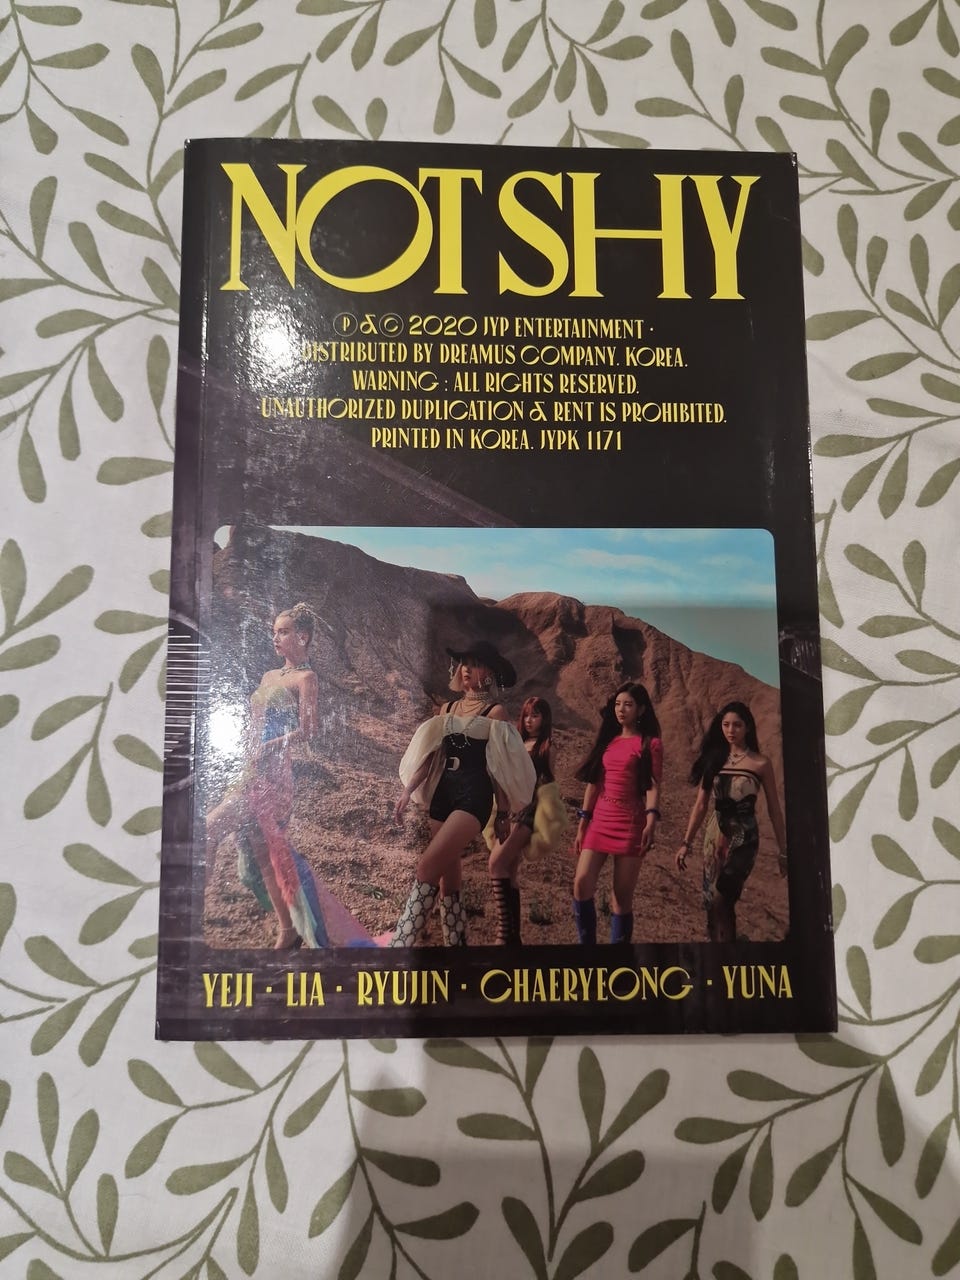 NOT SHY
Ⓟ & Ⓒ 2020 JYP ENTERTAINMENT ·
DISTRIBUTED BY DREAMUS COMPANY. KOREA.
WARNING : ALL RIGHTS RESERVED.
UNAUTHORIZED DUPLICATION & RENT IS PROHIBITED.
PRINTED IN KOREA. JYPK 1171
YEJI · LIA · RYUJIN · CHAERYEONG · YUNA